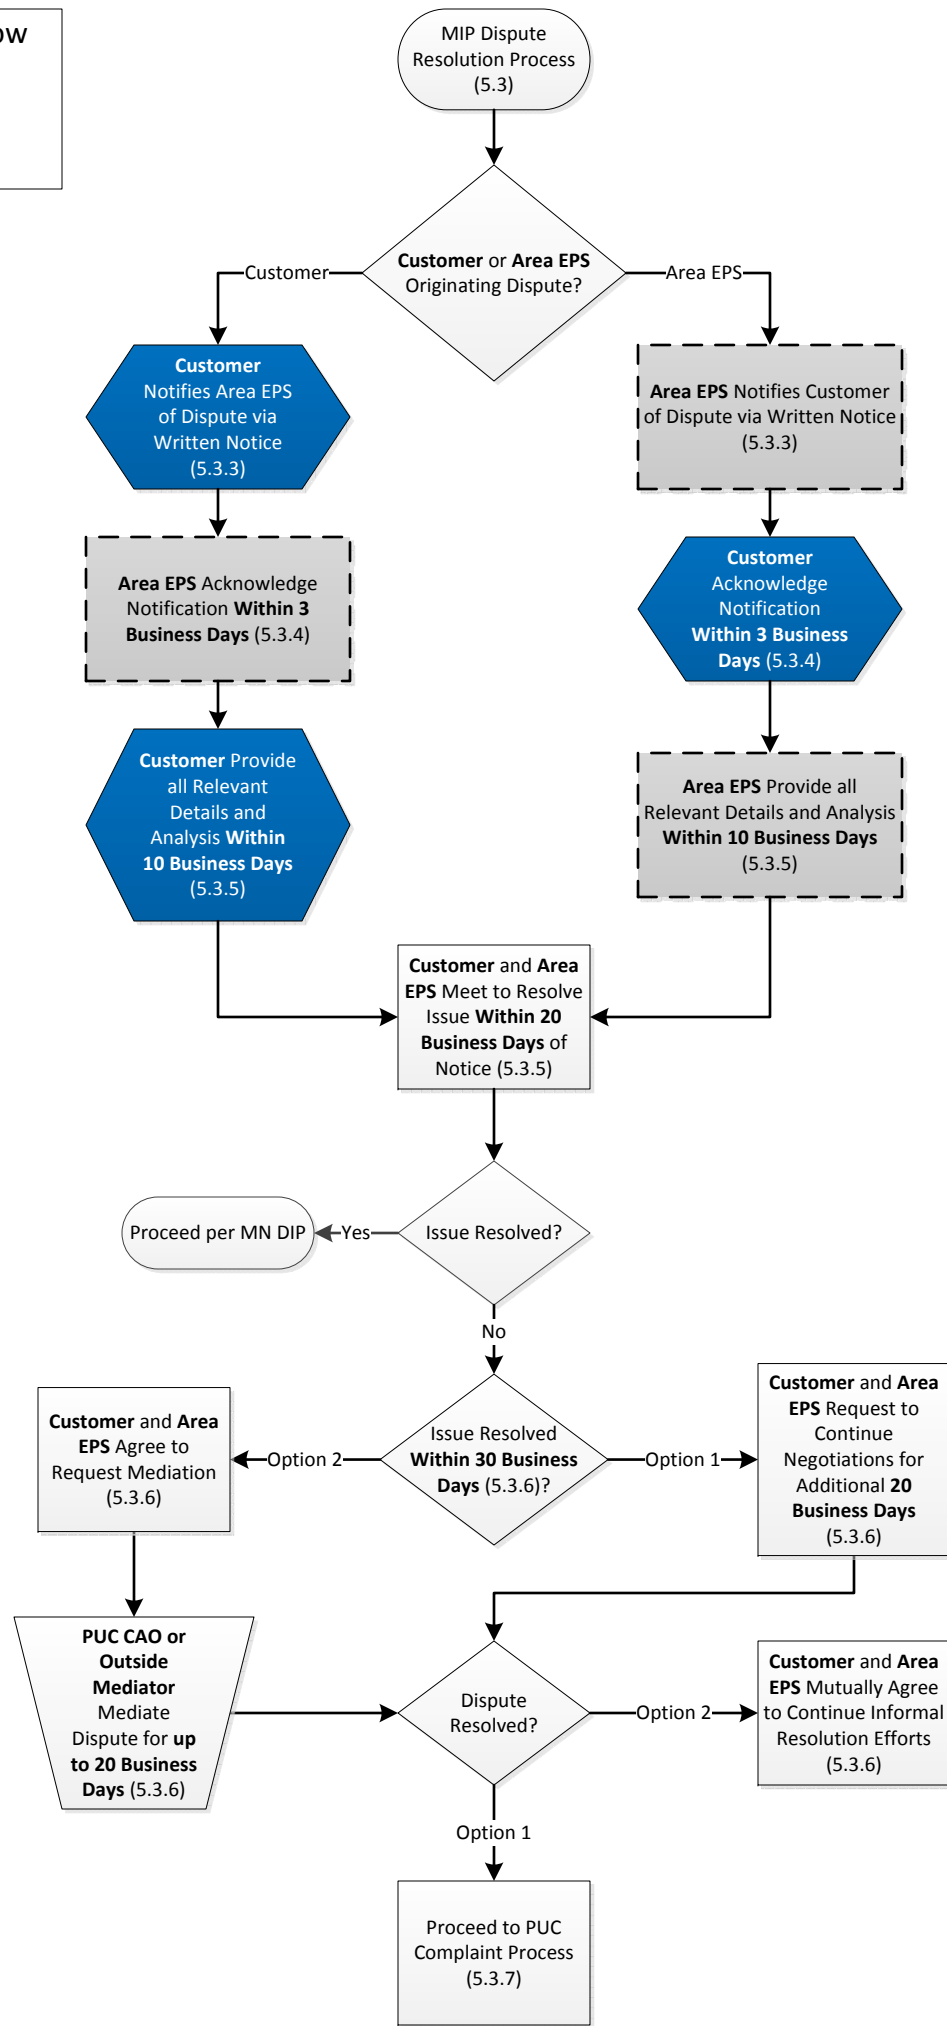 ow
MIP Dispute
Resolution Process
(5.3)
Customer or Area EPS
Originating Dispute?
Customer
Area EPS
Customer
Notifies Area EPS
of Dispute via
Written Notice
(5.3.3)
Area EPS Notifies Customer
of Dispute via Written Notice
(5.3.3)
Area EPS Acknowledge
Notification Within 3
Business Days (5.3.4)
Customer
Acknowledge
Notification
Within 3 Business
Days (5.3.4)
Customer Provide
all Relevant
Details and
Analysis Within
10 Business Days
(5.3.5)
Area EPS Provide all
Relevant Details and Analysis
Within 10 Business Days
(5.3.5)
Customer and Area
EPS Meet to Resolve
Issue Within 20
Business Days of
Notice (5.3.5)
Issue Resolved?
Yes
Proceed per MN DIP
No
Issue Resolved
Within 30 Business
Days (5.3.6)?
Option 2
Option 1
Customer and Area
EPS Agree to
Request Mediation
(5.3.6)
Customer and Area
EPS Request to
Continue
Negotiations for
Additional 20
Business Days
(5.3.6)
PUC CAO or
Outside
Mediator
Mediate
Dispute for up
to 20 Business
Days (5.3.6)
Dispute
Resolved?
Option 2
Customer and Area
EPS Mutually Agree
to Continue Informal
Resolution Efforts
(5.3.6)
Option 1
Proceed to PUC
Complaint Process
(5.3.7)